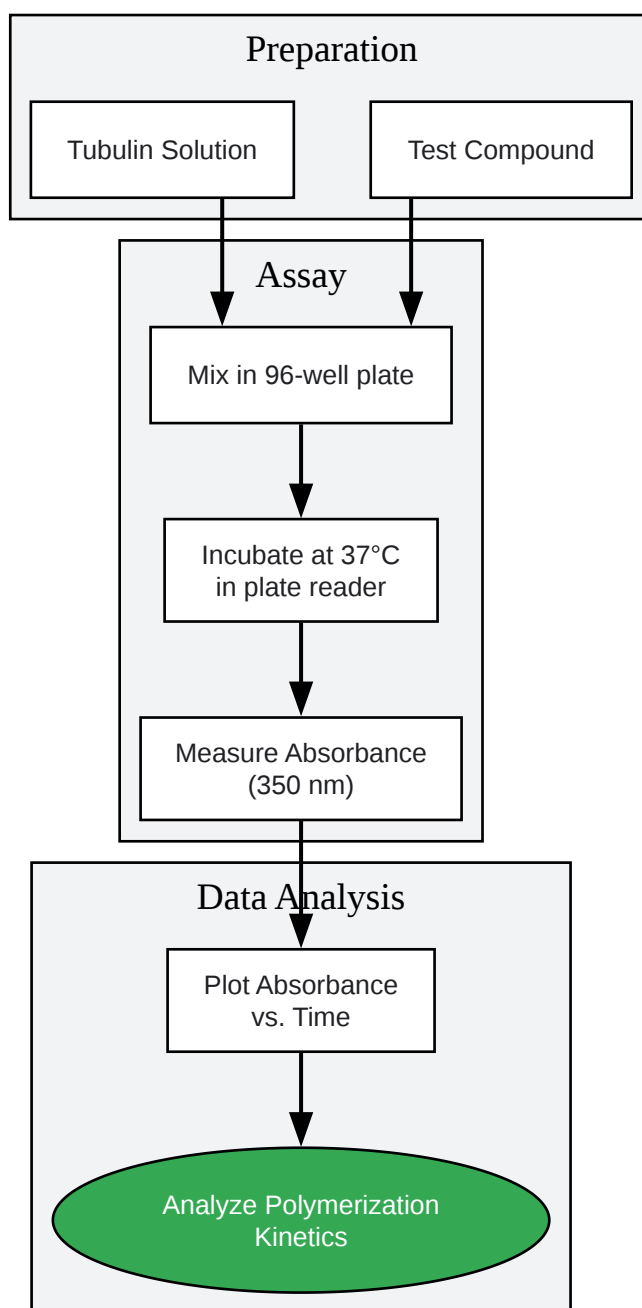 Preparation
Tubulin Solution
Test Compound
Assay
Mix in 96-well plate
Incubate at 37°C
in plate reader
Measure Absorbance
(350 nm)
Data Analysis
Plot Absorbance
vs. Time
Analyze Polymerization
Kinetics